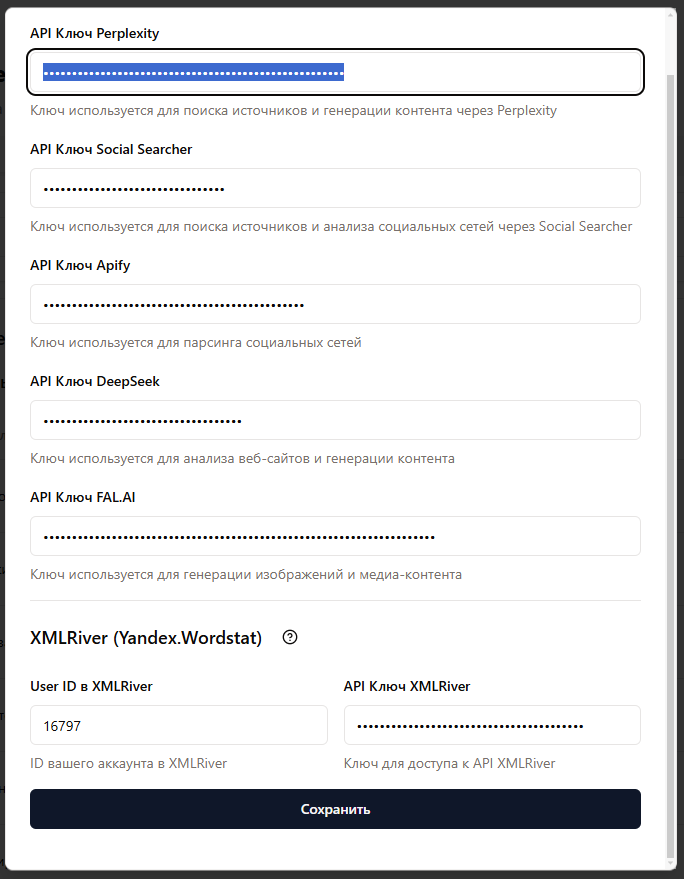 API Ключ Perplexity
•••••••••••••••••••••••••••••••••••••••••••••••••••••
Ключ используется для поиска источников и генерации контента через Perplexity
API Ключ Social Searcher
••••••••••••••••••••••••••••••••
Ключ используется для поиска источников и анализа социальных сетей через Social Searcher
API Ключ Apify
••••••••••••••••••••••••••••••••••••••••••••••
Ключ используется для парсинга социальных сетей
API Ключ DeepSeek
•••••••••••••••••••••••••••••••••••
Ключ используется для анализа веб-сайтов и генерации контента
API Ключ FAL.AI
•••••••••••••••••••••••••••••••••••••••••••••••••••••••••••••••••••••
Ключ используется для генерации изображений и медиа-контента
XMLRiver (Yandex.Wordstat) ?
User ID в XMLRiver API Ключ XMLRiver
16797 ••••••••••••••••••••••••••••••••••••••••
ID вашего аккаунта в XMLRiver Ключ для доступа к API XMLRiver
Сохранить